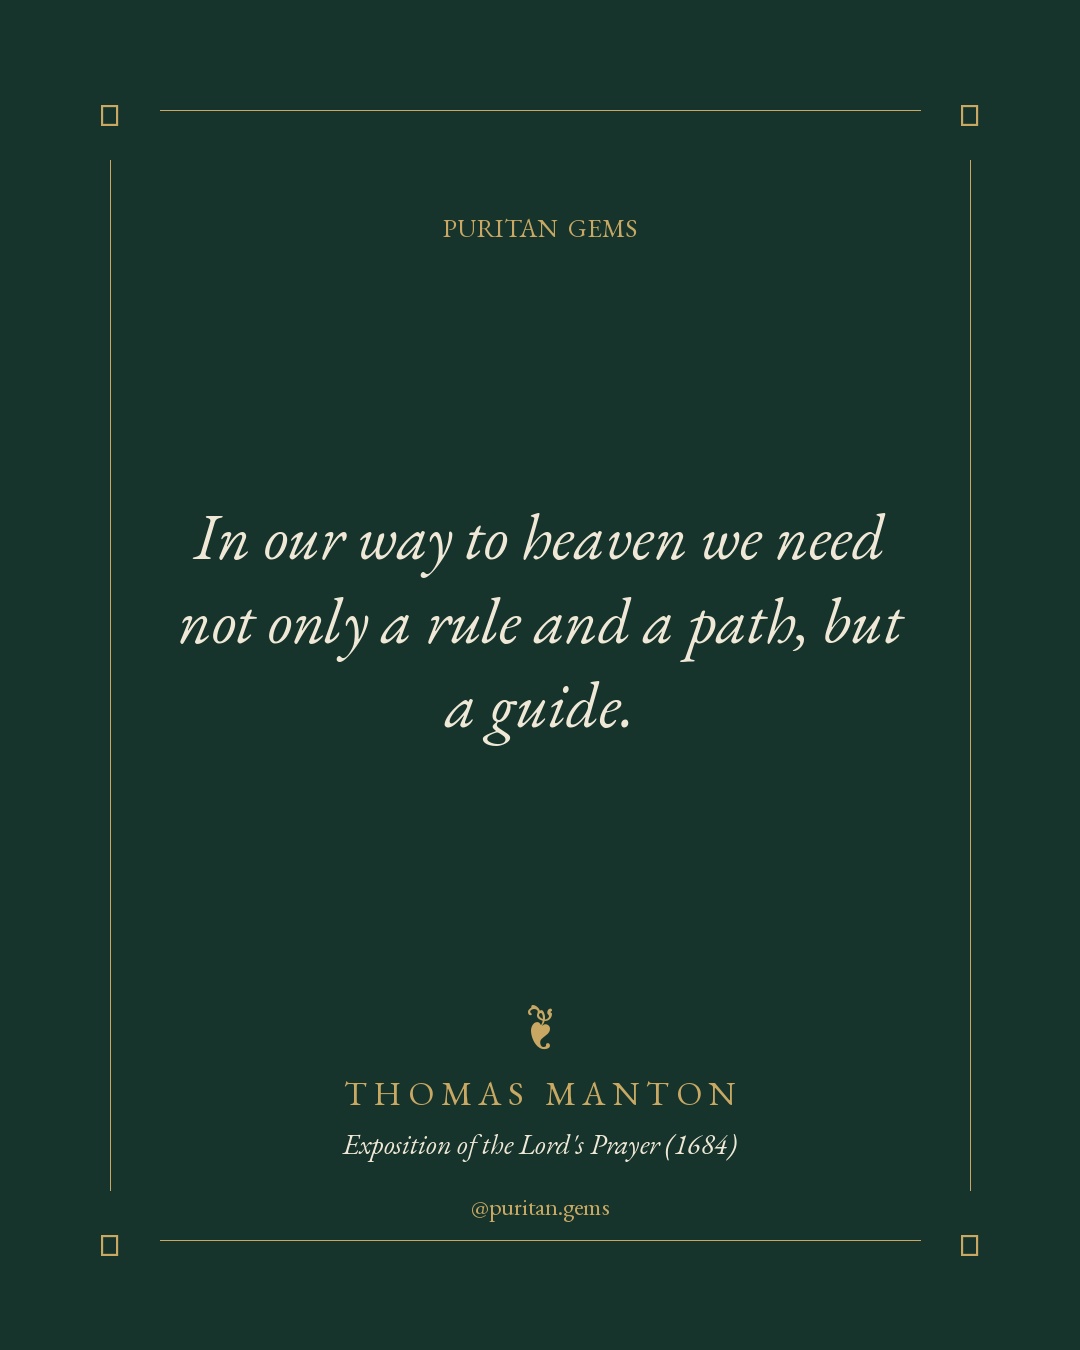 PURITAN GEMS
In our way to heaven we need
not only a rule and a path, but
a guide.
THOMAS MANTON
Exposition of the Lord's Prayer (1684)
@puritan.gems